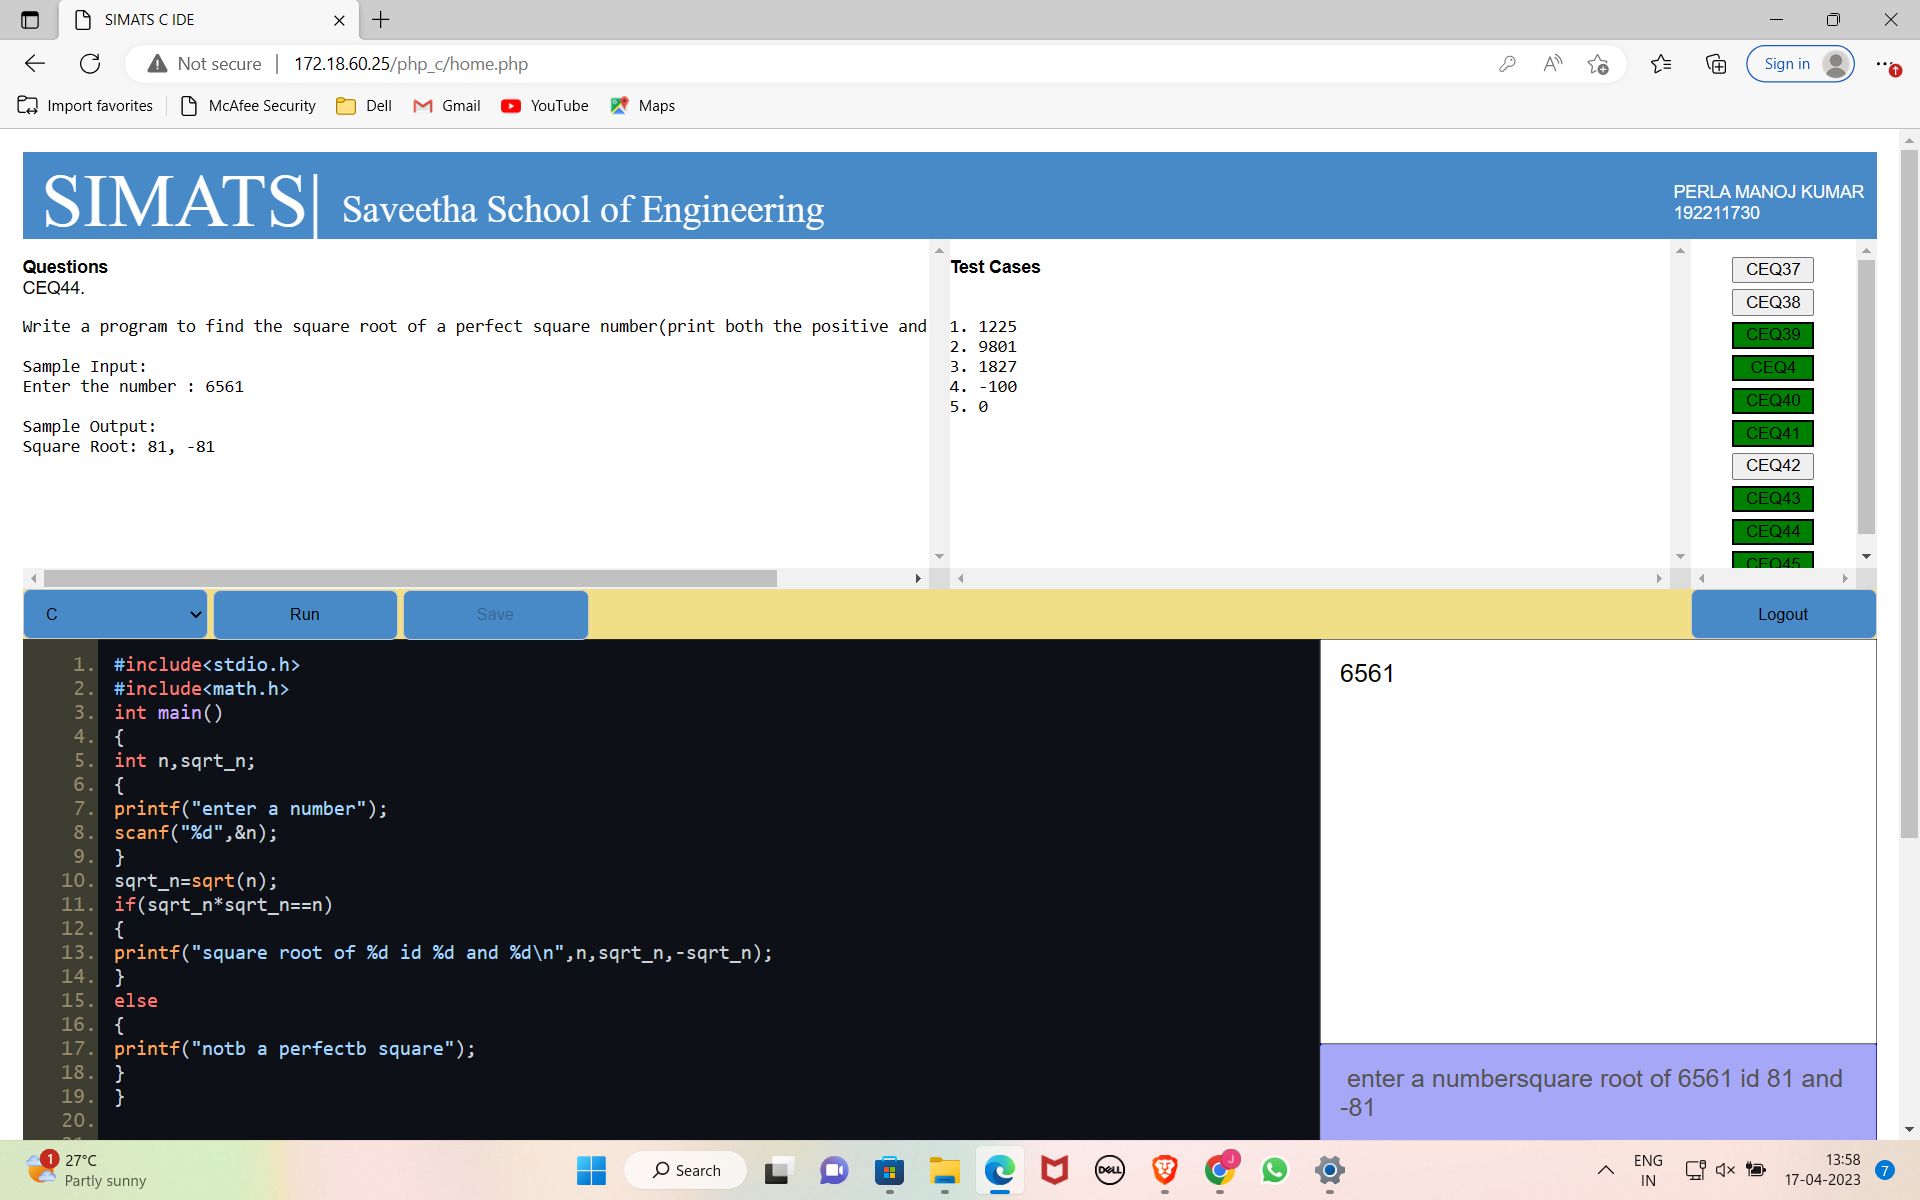 SIMATS C IDE
Not secure
172.18.60.25/php_c/home.php
Sign in
Import favorites
McAfee Security
Dell
Gmail
YouTube
Maps
SIMATS| Saveetha School of Engineering
PERLA MANOJ KUMAR
192211730
Questions
CEQ44.
Write a program to find the square root of a perfect square number(print both the positive and
Sample Input:
Enter the number : 6561
Sample Output:
Square Root: 81, -81
Test Cases
1. 1225
2. 9801
3. 1827
4. -100
5. 0
CEQ37
CEQ38
CEQ39
CEQ4
CEQ40
CEQ41
CEQ42
CEQ43
CEQ44
CEQ45
C
Run
Save
Logout
1. #include<stdio.h>
2. #include<math.h>
3. int main()
4. {
5. int n,sqrt_n;
6. {
7. printf("enter a number");
8. scanf("%d",&n);
9. }
10. sqrt_n=sqrt(n);
11. if(sqrt_n*sqrt_n==n)
12. {
13. printf("square root of %d id %d and %d\n",n,sqrt_n,-sqrt_n);
14. }
15. else
16. {
17. printf("notb a perfectb square");
18. }
19. }
20.
6561
enter a numbersquare root of 6561 id 81 and
-81
1
27°C
Partly sunny
Search
DELL
J
ENG
IN
13:58
17-04-2023
7